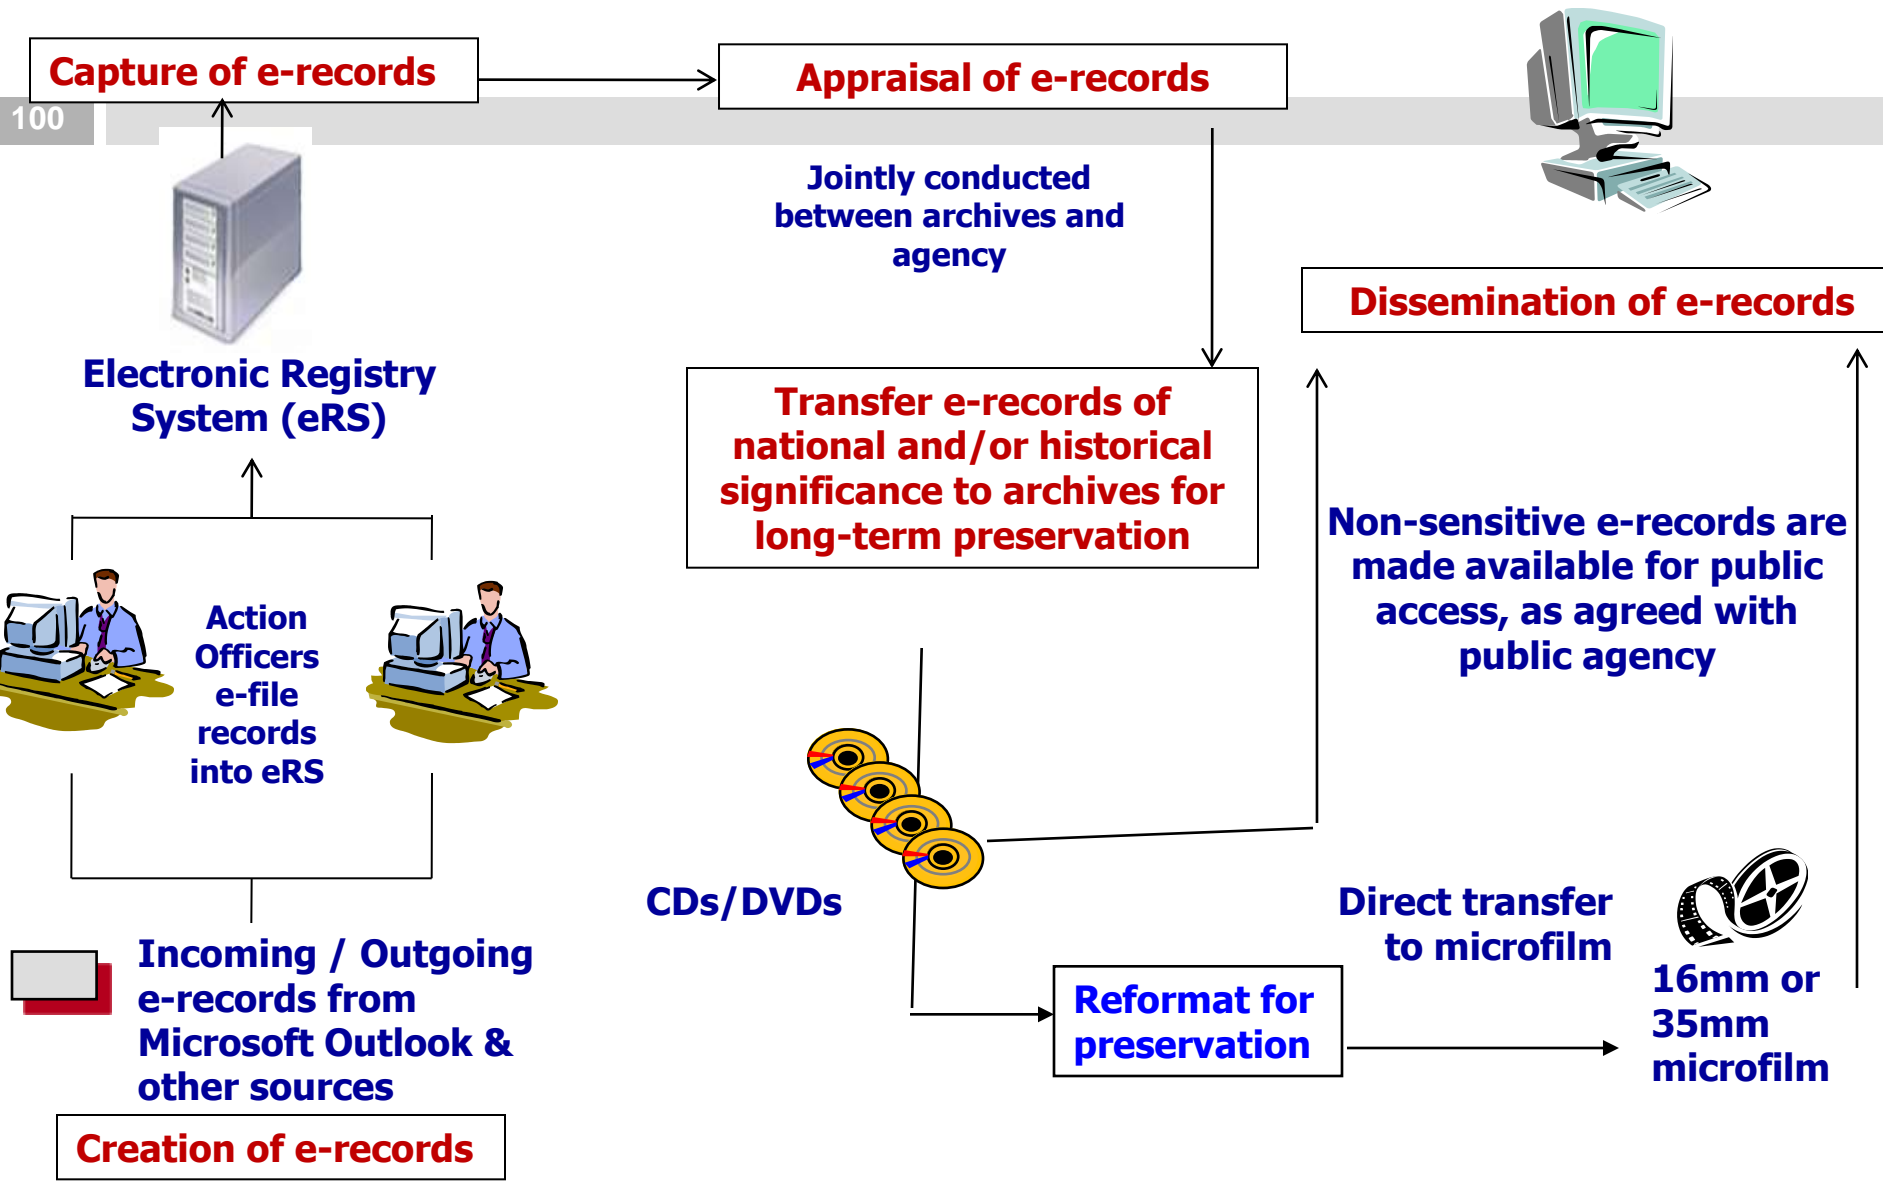 Capture of e-records
Appraisal of e-records
100
Jointly conducted
between archives and
agency
Dissemination of e-records
Electronic Registry
System (eRS)
Transfer e-records of
national and/or historical
significance to archives for
long-term preservation
Non-sensitive e-records are
made available for public
access, as agreed with
public agency
Action
Officers
e-file
records
into eRS
CDs/DVDs
Direct transfer
to microfilm
Incoming / Outgoing
e-records from
Microsoft Outlook &
other sources
Reformat for
preservation
16mm or
35mm
microfilm
Creation of e-records